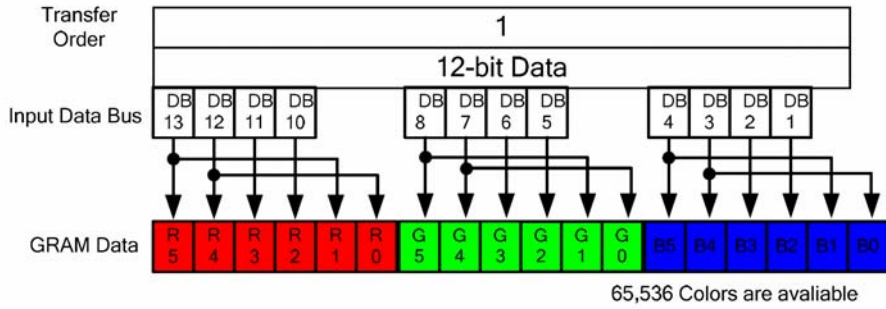 Transfer Order
1
12-bit Data
Input Data Bus
DB 13 DB 12 DB 11 DB 10 DB 8 DB 7 DB 6 DB 5 DB 4 DB 3 DB 2 DB 1
GRAM Data
R 5 R 4 R 3 R 2 R 1 R 0 G 5 G 4 G 3 G 2 G 1 G 0 B5 B4 B3 B2 B1 B0
65,536 Colors are avaliable